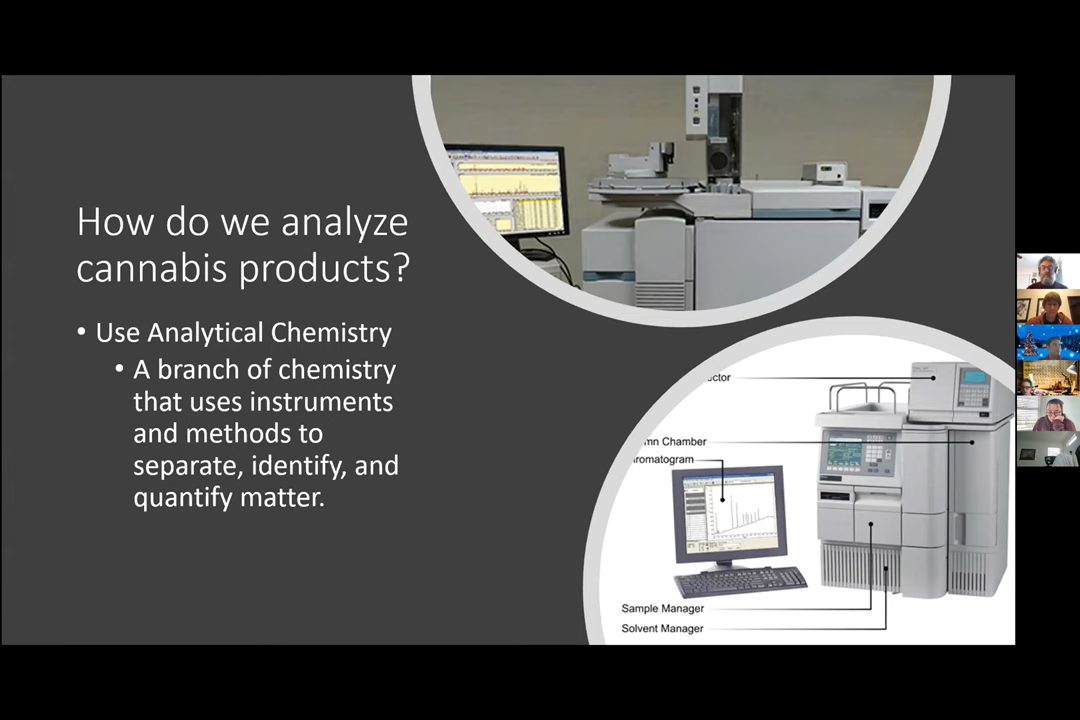 How do we analyze
cannabis products?
• Use Analytical Chemistry
• A branch of chemistry
that uses instruments
and methods to
separate, identify, and
quantify matter.
Chamber
Sample Manager
Solvent Manager